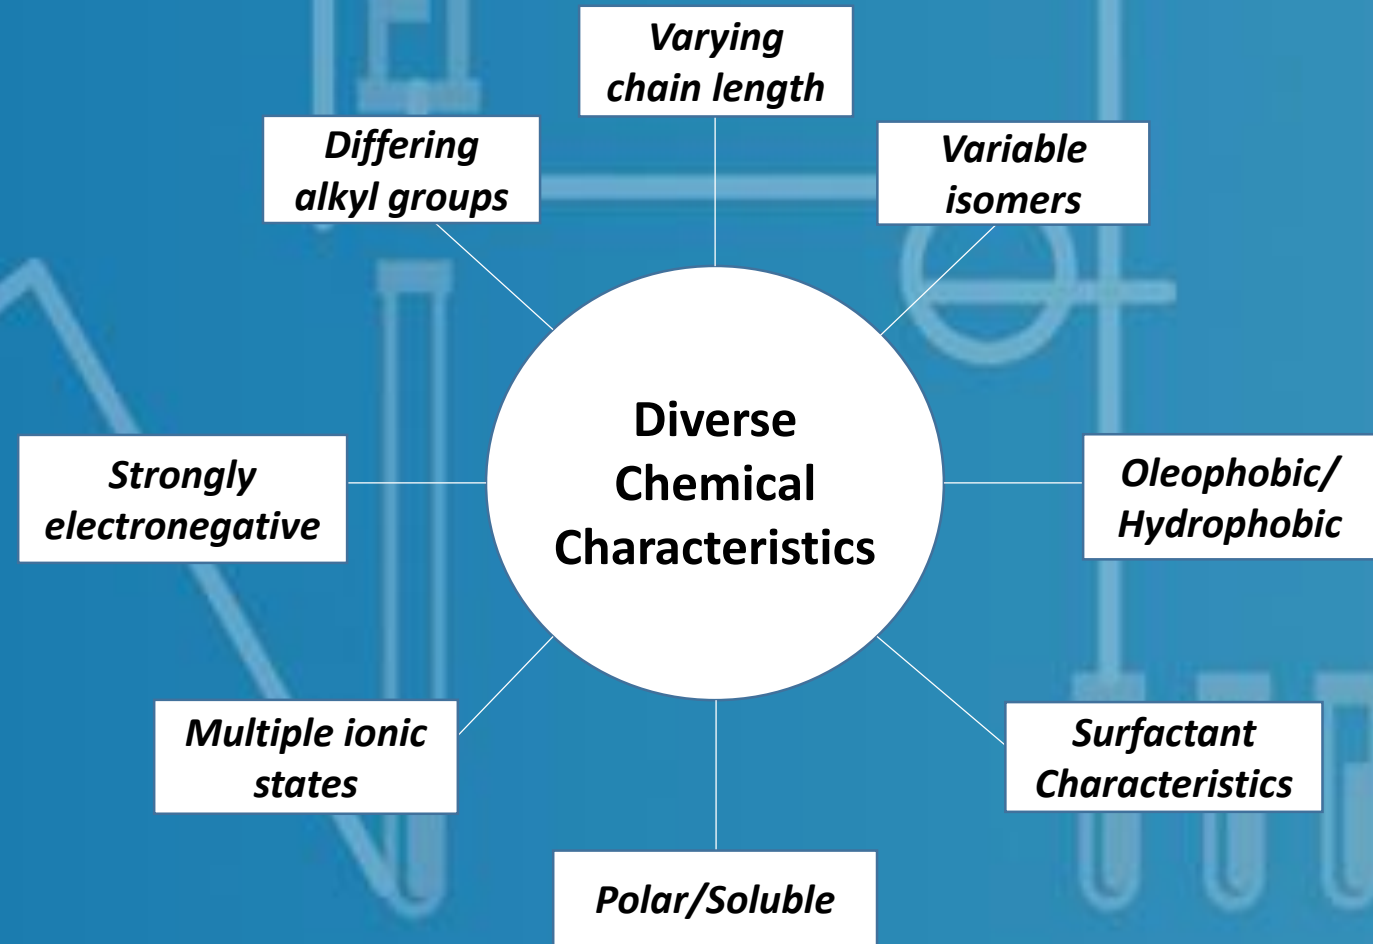 Varying
chain length
Differing
alkyl groups
Variable
isomers
Diverse
Chemical
Characteristics
Strongly
electronegative
Oleophobic/
Hydrophobic
Multiple ionic
states
Surfactant
Characteristics
Polar/Soluble